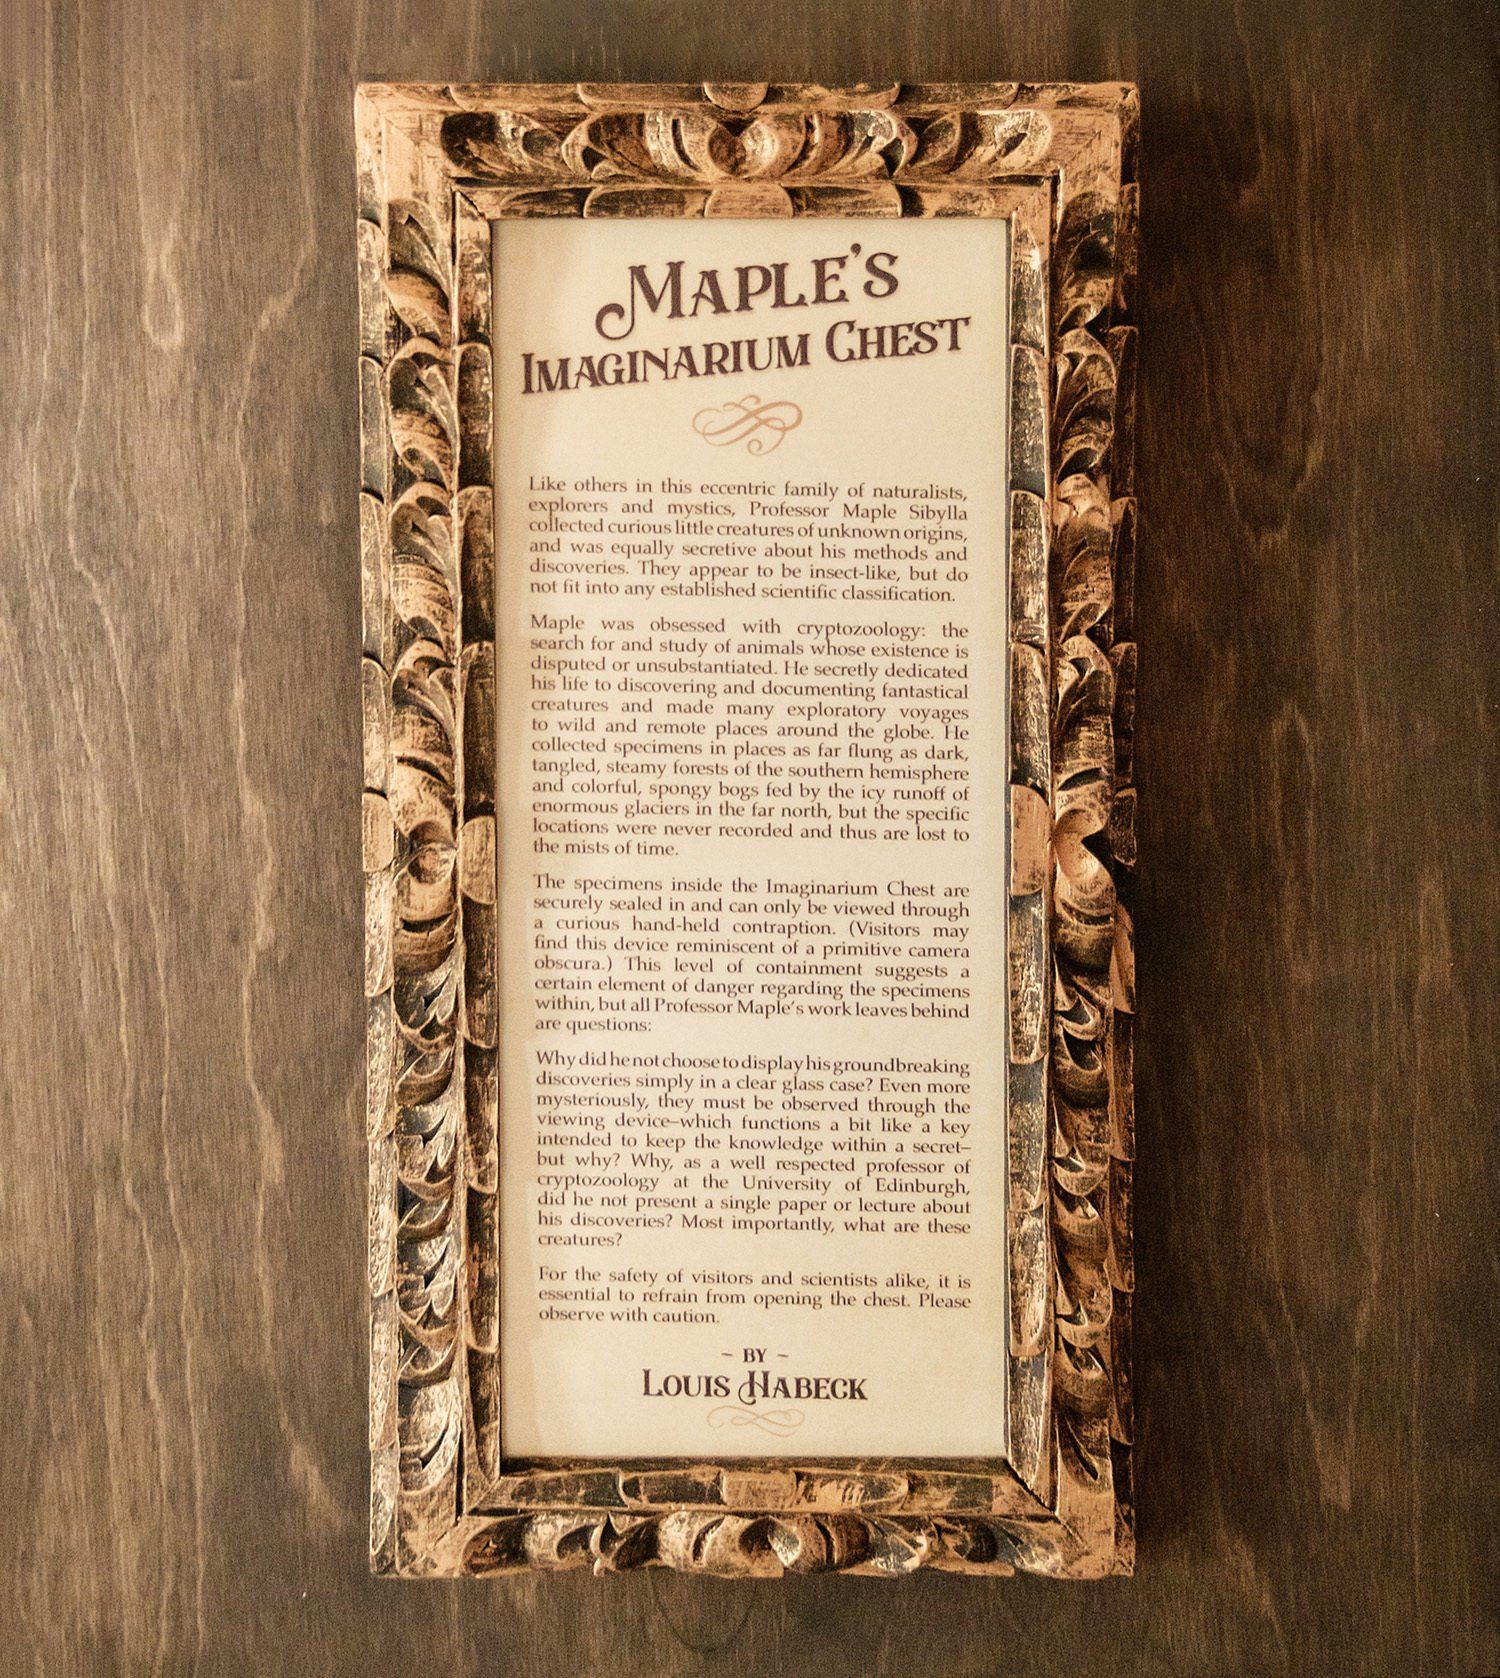 MAPLE'S
IMAGINARIUM CHEST
Like others in this eccentric family of naturalists,
explorers and mystics, Professor Maple Sibylla
collected curious little creatures of unknown origins,
and was equally secretive about his methods and
discoveries. They appear to be insect-like, but do
not fit into any established scientific classification.
Maple was obsessed with cryptozoology: the
search for and study of animals whose existence is
disputed or unsubstantiated. He secretly dedicated
his life to discovering and documenting fantastical
creatures and made many exploratory voyages
to wild and remote places around the globe. He
collected specimens in places as far flung as dark,
tangled, steamy forests of the southern hemisphere
and colorful, spongy bogs fed by the icy runoff of
enormous glaciers in the far north, but the specific
locations were never recorded and thus are lost to
the mists of time.
The specimens inside the Imaginarium Chest are
securely sealed in and can only be viewed through
a curious hand-held contraption. (Visitors may
find this device reminiscent of a primitive camera
obscura.) This level of containment suggests a
certain element of danger regarding the specimens
within, but all Professor Maple's work leaves behind
are questions:
Why did he not choose to display his groundbreaking
discoveries simply in a clear glass case? Even more
mysteriously, they must be observed through the
viewing device–which functions a bit like a key
intended to keep the knowledge within a secret–
but why? Why, as a well respected professor of
cryptozoology at the University of Edinburgh,
did he not present a single paper or lecture about
his discoveries? Most importantly, what are these
creatures?
For the safety of visitors and scientists alike, it is
essential to refrain from opening the chest. Please
observe with caution.
~ BY ~
LOUIS HABECK